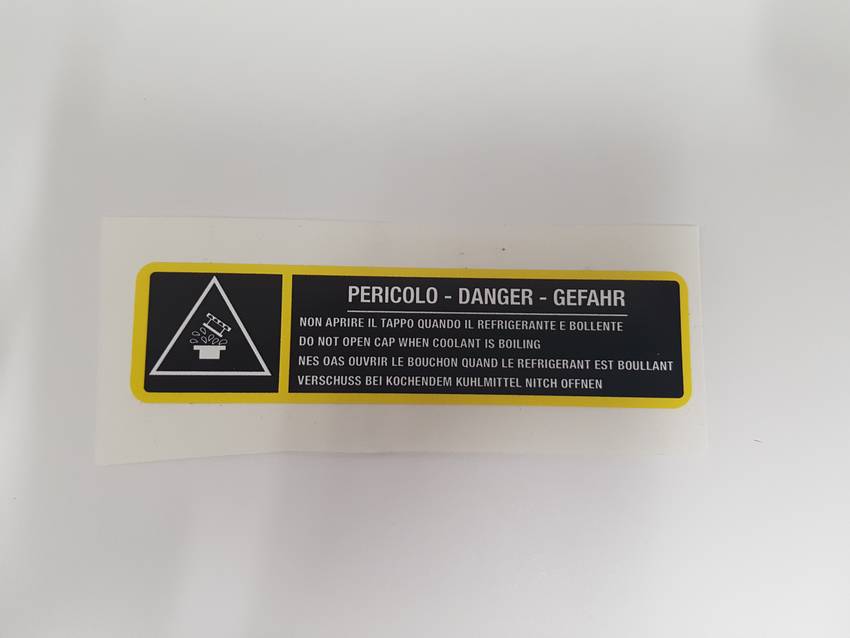 PERICOLO - DANGER - GEFAHR
NON APRIRE IL TAPPO QUANDO IL REFRIGERANTE E BOLLENTE
DO NOT OPEN CAP WHEN COOLANT IS BOILING
NES OAS OUVRIR LE BOUCHON QUAND LE REFRIGERANT EST BOULLANT
VERSCHUSS BEI KOCHENDEM KUHLMITTEL NITCH OFFNEN